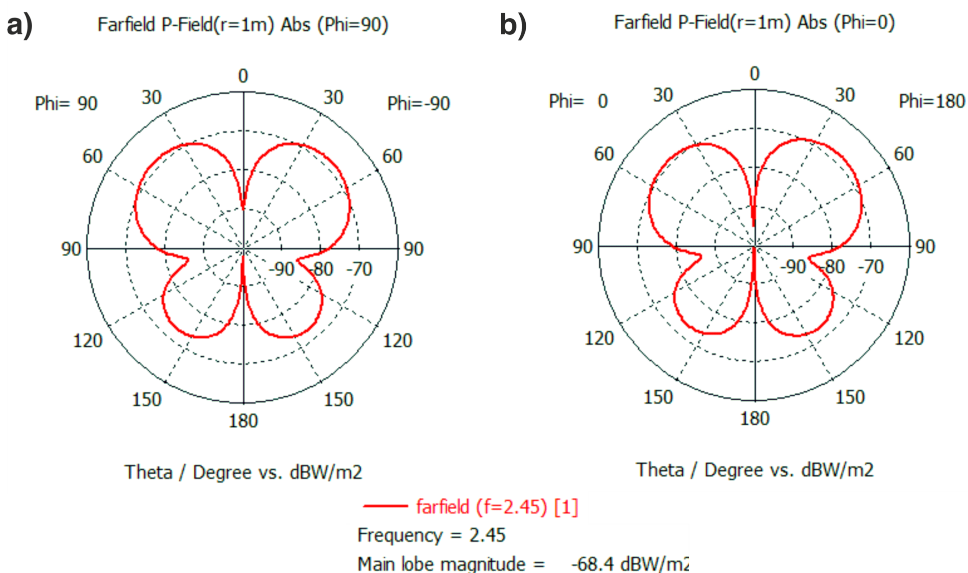 a)
Farfield P-Field(r=1m) Abs (Phi=90)
0
Phi= 90
30
30
Phi=-90
60
60
90
-90
-80
-70
90
120
120
150
150
180
Theta / Degree vs. dBW/m2
b)
Farfield P-Field(r=1m) Abs (Phi=0)
0
Phi= 0
30
30
Phi=180
60
60
90
-90
-80
-70
90
120
120
150
150
180
Theta / Degree vs. dBW/m2
farfield (f=2.45) [1]
Frequency = 2.45
Main lobe magnitude = -68.4 dBW/m2